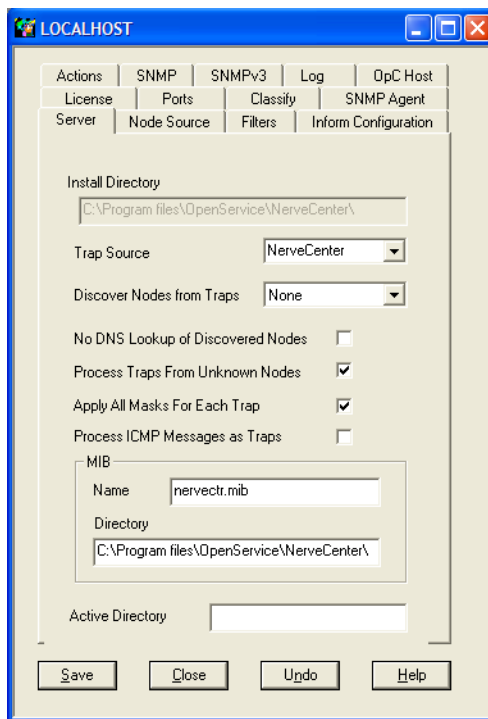 LOCALHOST
Actions SNMP SNMPv3 Log OpC Host
License Ports Classify SNMP Agent
Server Node Source Filters Inform Configuration
Install Directory
C:\Program files\OpenService\NerveCenter\
Trap Source NerveCenter
Discover Nodes from Traps None
No DNS Lookup of Discovered Nodes
Process Traps From Unknown Nodes
Apply All Masks For Each Trap
Process ICMP Messages as Traps
MIB
Name nervectr.mib
Directory
C:\Program files\OpenService\NerveCenter\
Active Directory
Save Close Undo Help